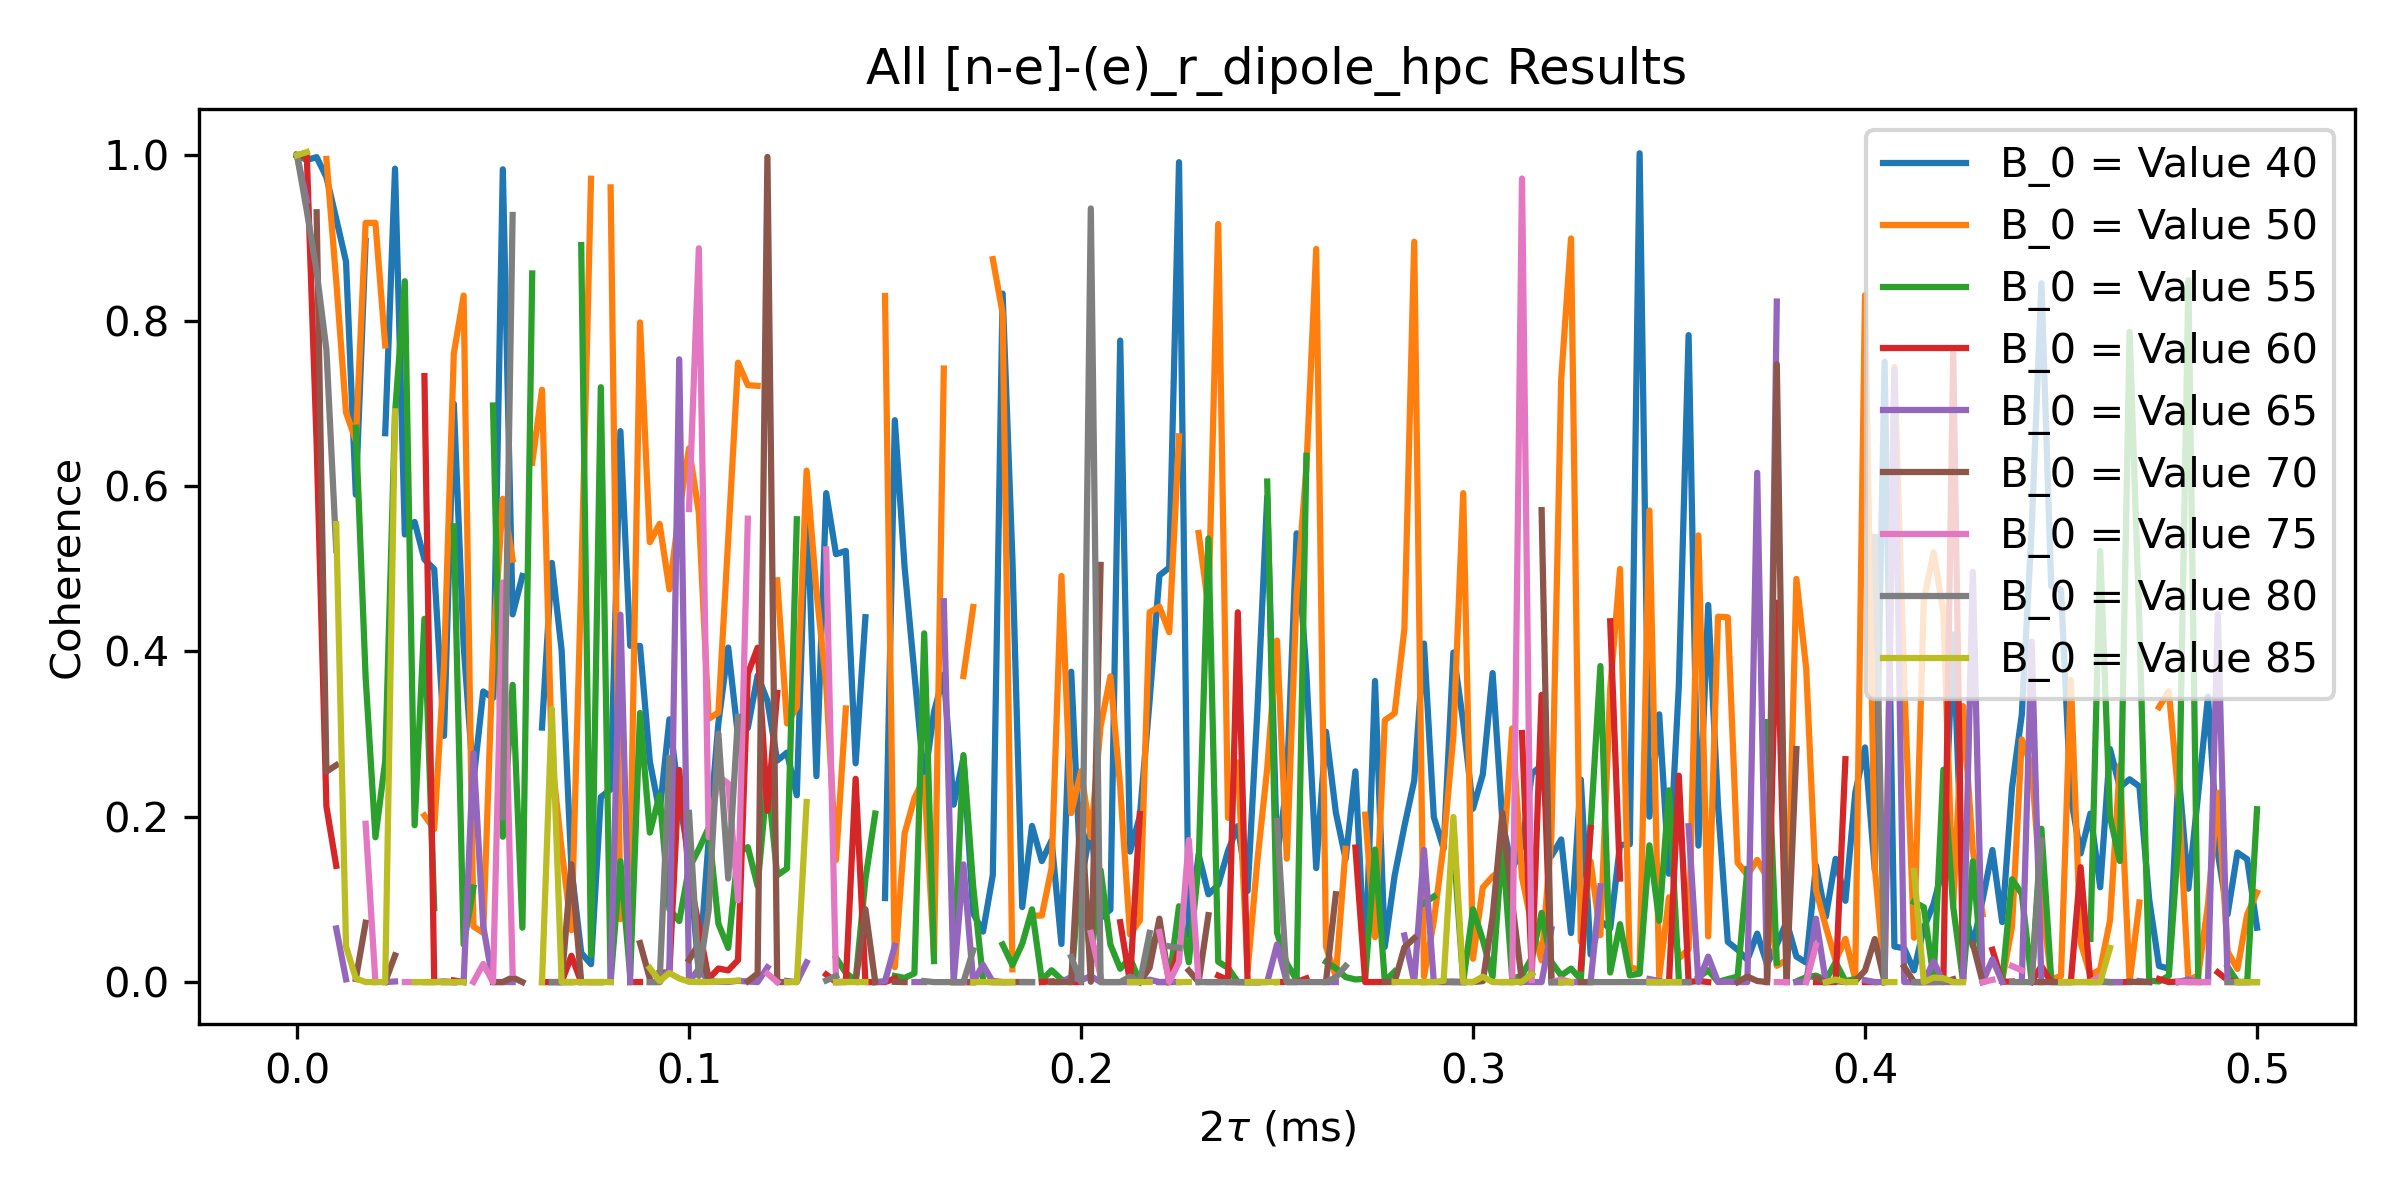 All [n-e]-(e)_r_dipole_hpc Results
1.0
0.8
0.6
0.4
0.2
0.0
Coherence
0.0
0.1
0.2
0.3
0.4
0.5
2τ (ms)
B_0 = Value 40
B_0 = Value 50
B_0 = Value 55
B_0 = Value 60
B_0 = Value 65
B_0 = Value 70
B_0 = Value 75
B_0 = Value 80
B_0 = Value 85